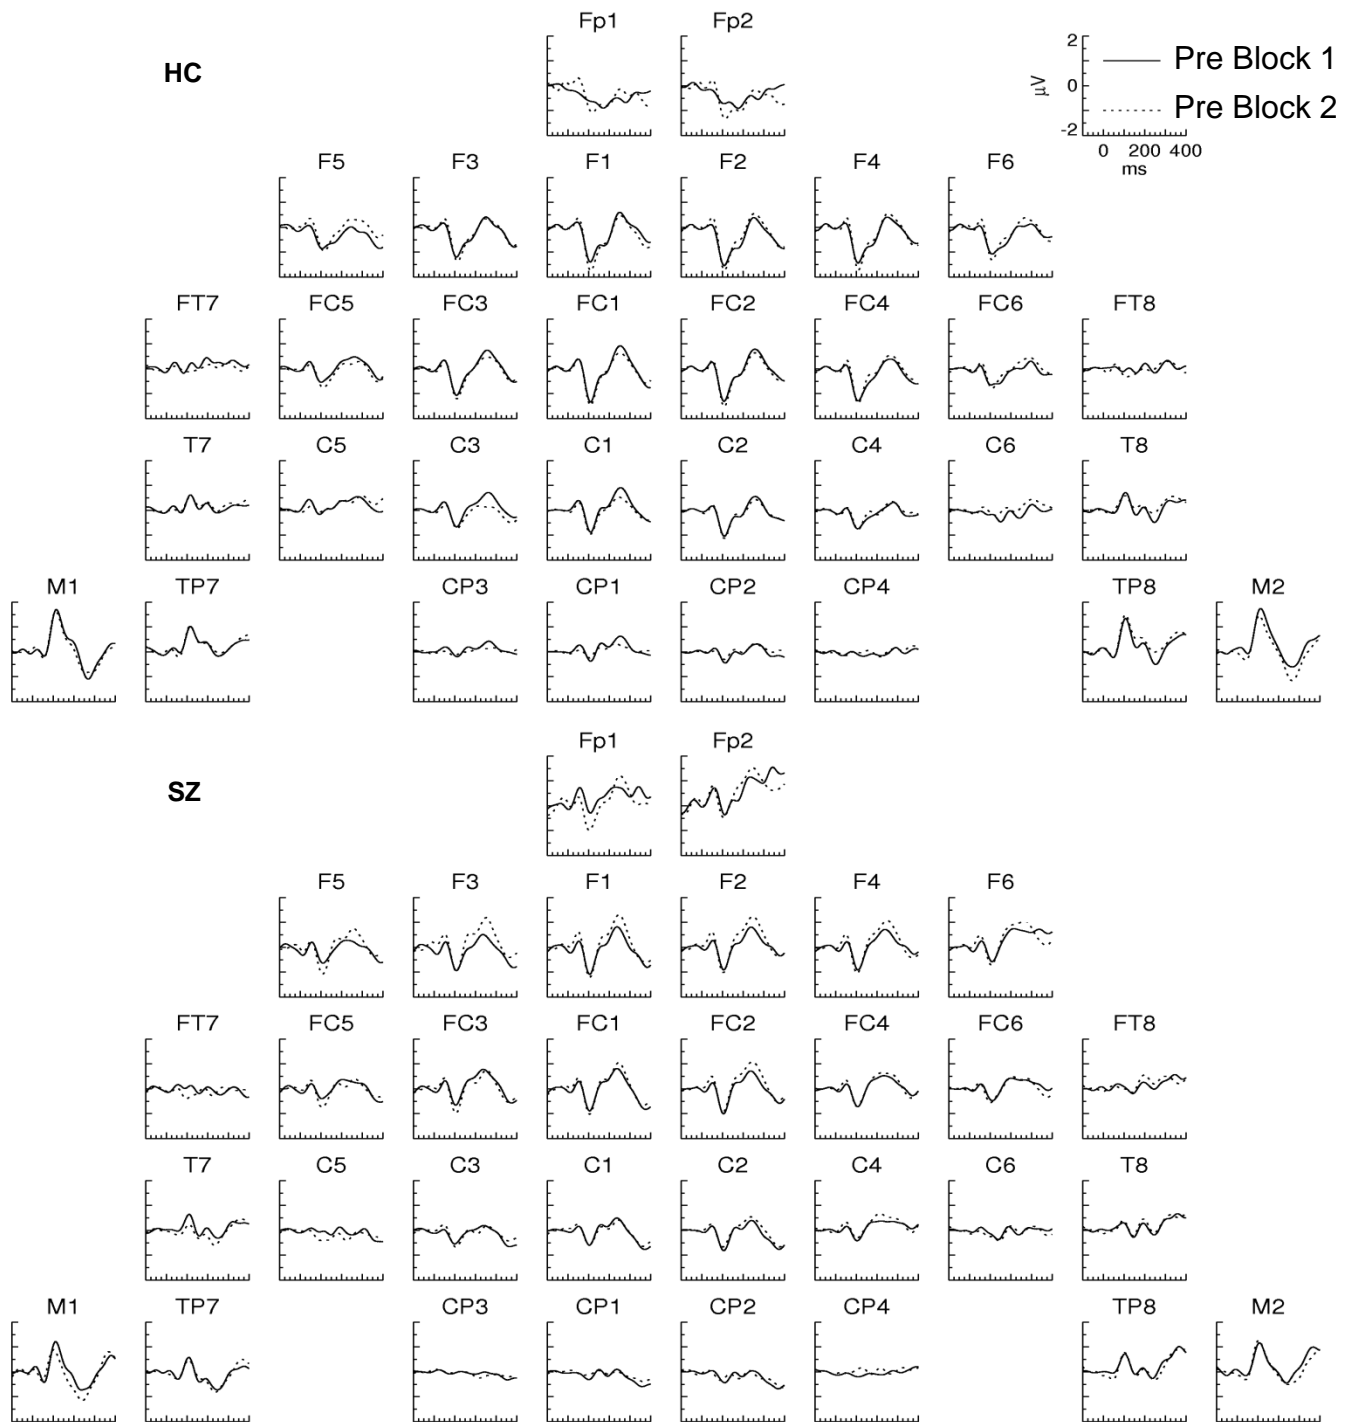 Fp1 Fp2
HC
2
0
-2
μV
Pre Block 1
Pre Block 2
0 200 400
ms
F5 F3 F1 F2 F4 F6
FT7 FC5 FC3 FC1 FC2 FC4 FC6 FT8
T7 C5 C3 C1 C2 C4 C6 T8
M1 TP7 CP3 CP1 CP2 CP4 TP8 M2
Fp1 Fp2
SZ
F5 F3 F1 F2 F4 F6
FT7 FC5 FC3 FC1 FC2 FC4 FC6 FT8
T7 C5 C3 C1 C2 C4 C6 T8
M1 TP7 CP3 CP1 CP2 CP4 TP8 M2